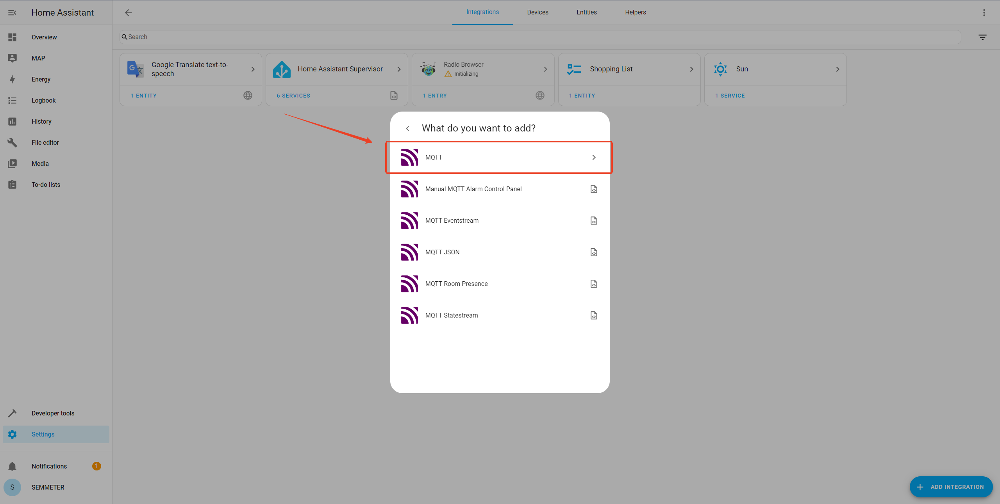 Home Assistant
Integrations
Devices
Entities
Helpers
Search
Overview
MAP
Energy
Logbook
History
File editor
Media
To-do lists
Developer tools
Settings
Notifications
1
S
SEMMETER
Google Translate text-to-
speech
1 ENTITY
Home Assistant Supervisor
6 SERVICES
Radio Browser
Initializing
1 ENTRY
Shopping List
1 ENTITY
Sun
1 SERVICE
What do you want to add?
MQTT
Manual MQTT Alarm Control Panel
MQTT Eventstream
MQTT JSON
MQTT Room Presence
MQTT Statestream
ADD INTEGRATION